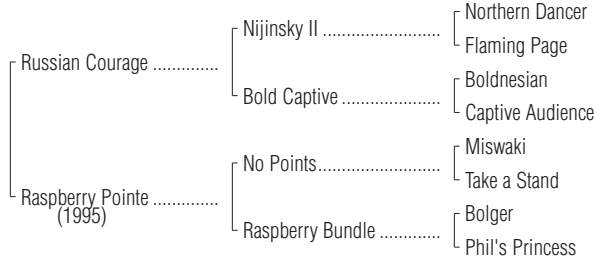 Northern Dancer
Nijinsky II ......................
Flaming Page
Russian Courage ..............
Boldnesian
Bold Captive ....................
Captive Audience
Miswaki
No Points.........................
Take a Stand
Raspberry Pointe ..............
(1995)
Bolger
Raspberry Bundle .............
Phil's Princess